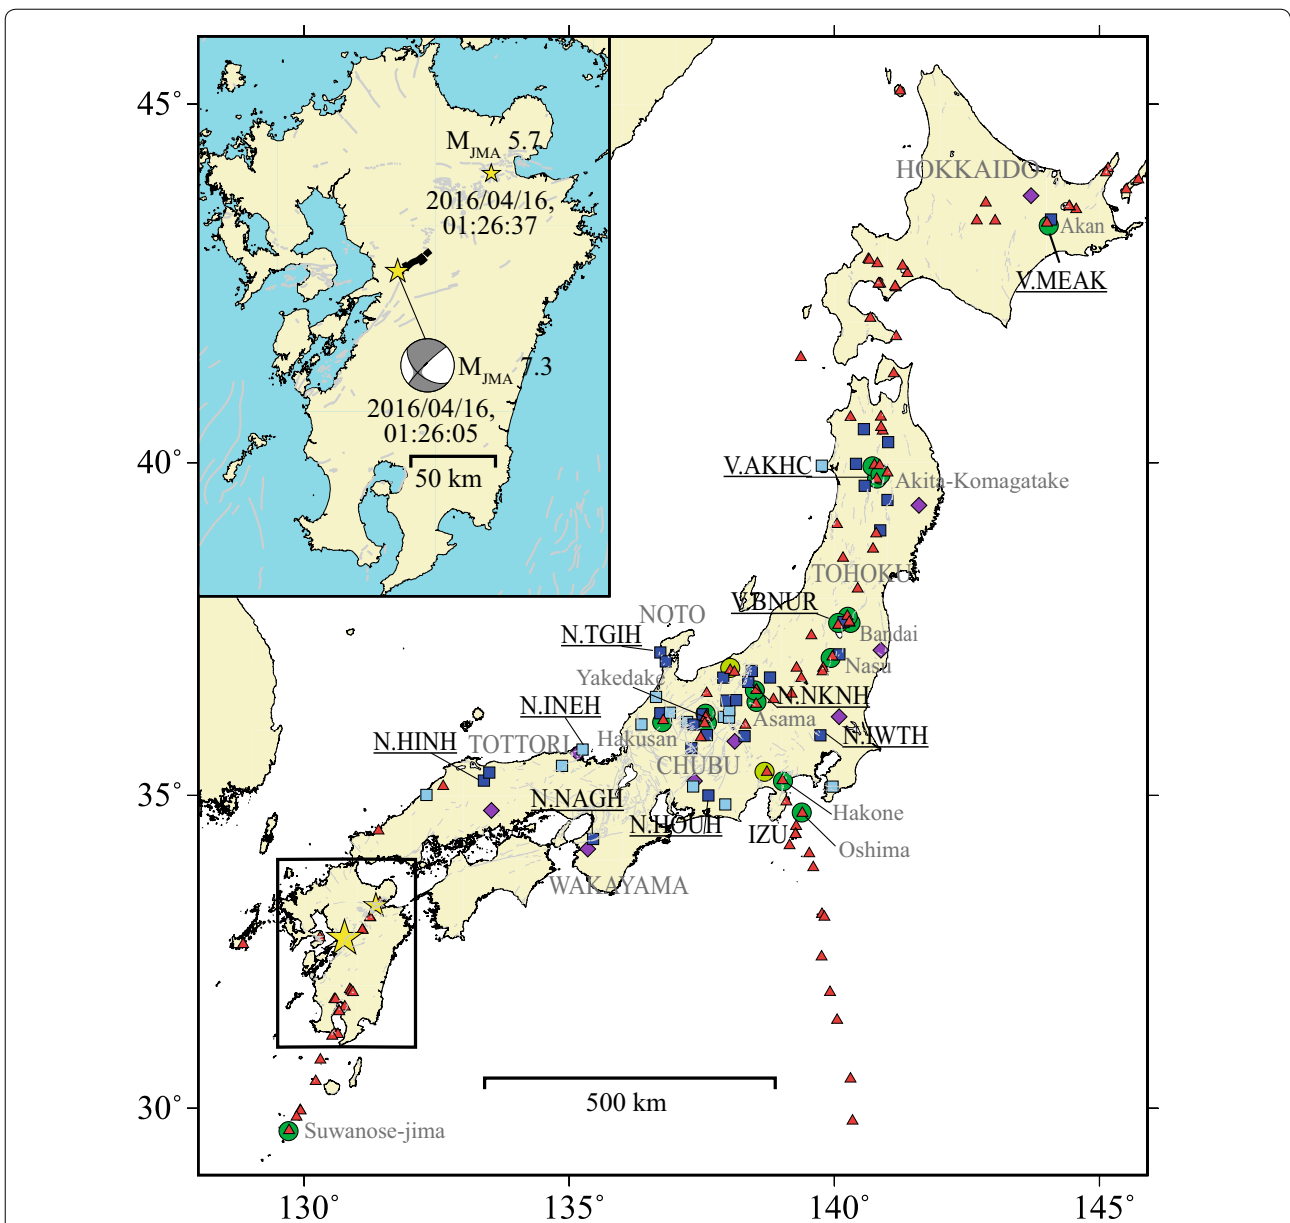 45°
40°
35°
30°
130°
135°
140°
145°
M JMA 5.7
2016/04/16,
01:26:37
M JMA 7.3
2016/04/16,
01:26:05
50 km
HOKKAIDO
Akan
V.MEAK
V.AKHC
Akita-Komagatake
TOHOKU
V.BNUR
Bandai
NOTO
N.TGIH
Nasu
Yakedake
N.NKNH
N.INEH
Asama
N.HINH
TOTTORI
Hakusan
N.IWTH
CHUBU
N.NAGH
Hakone
N.HOUH
IZU
Oshima
WAKAYAMA
500 km
Suwanose-jima